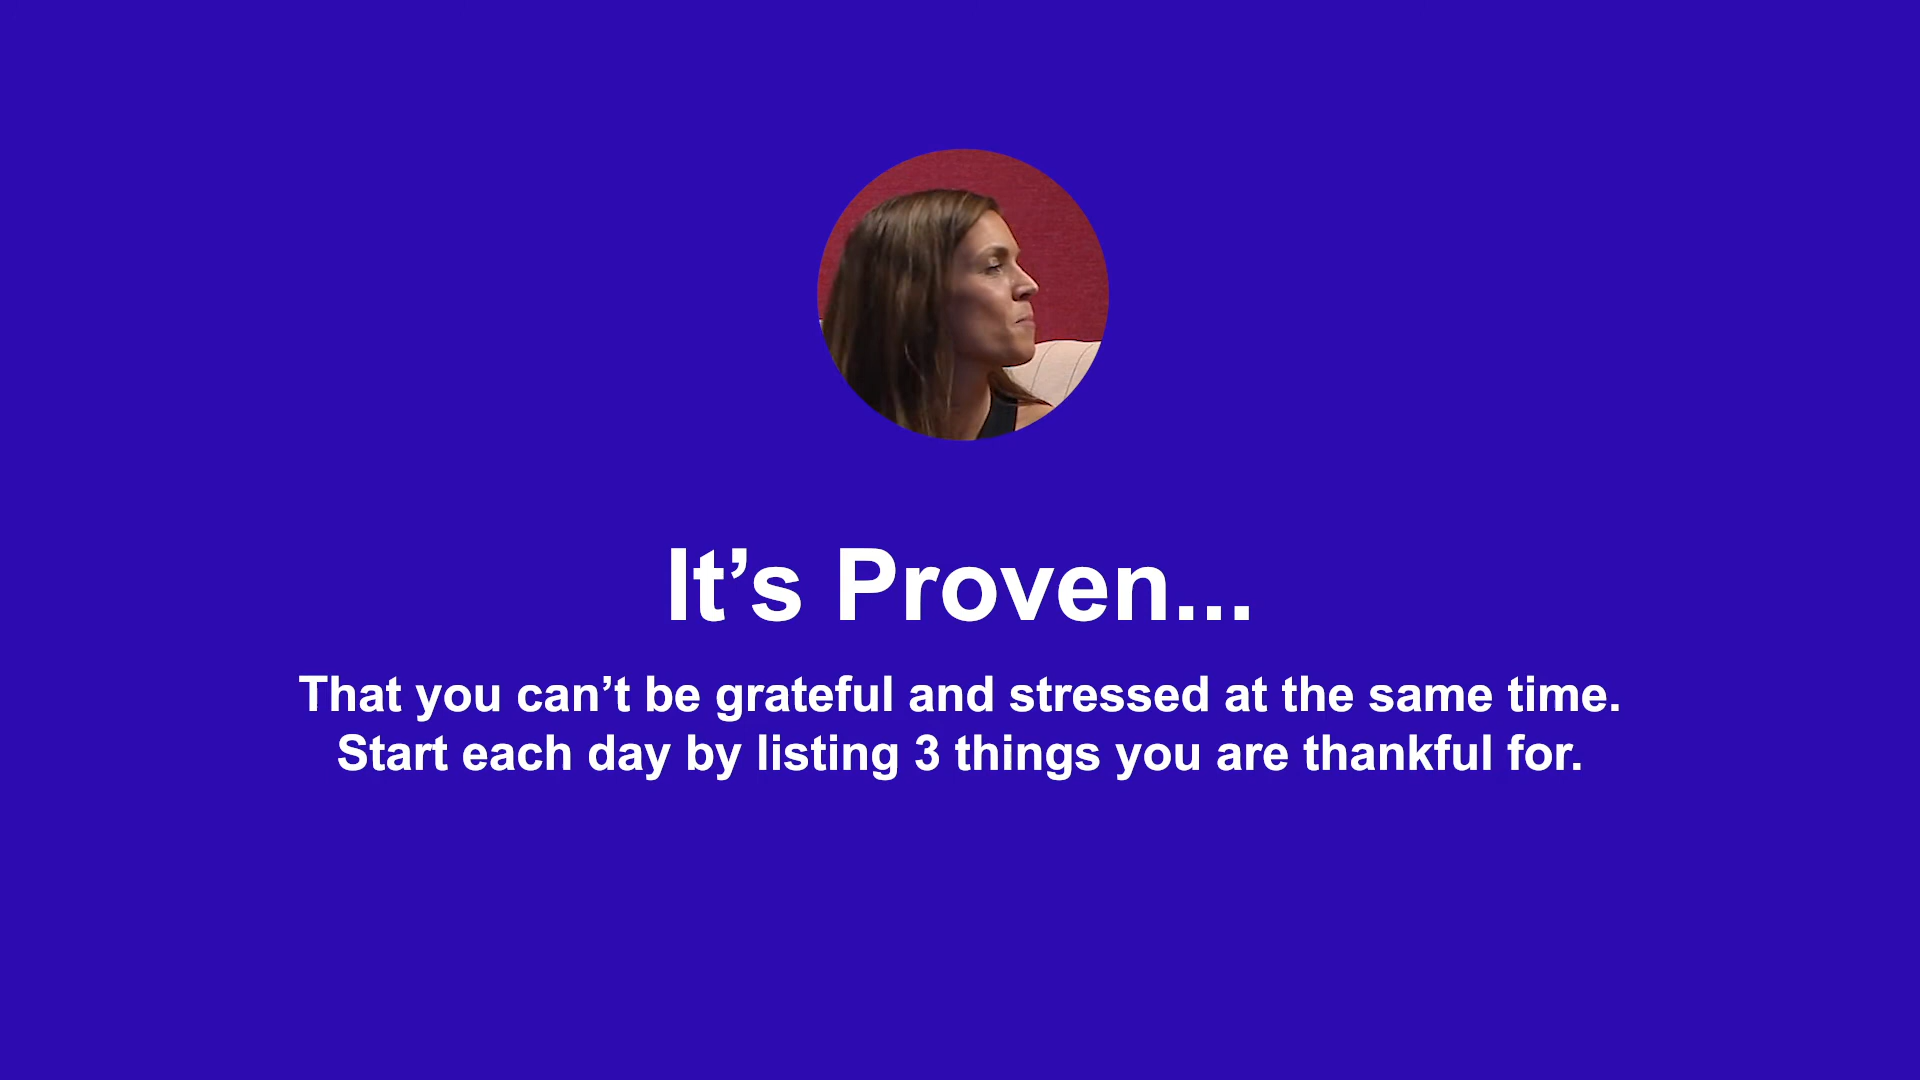 It’s Proven...
That you can’t be grateful and stressed at the same time.
Start each day by listing 3 things you are thankful for.